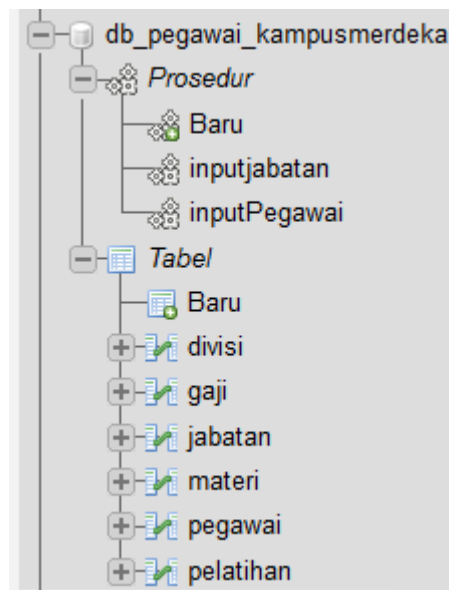 db_pegawai_kampusmerdeka
Prosedur
Baru
inputjabatan
inputPegawai
Tabel
Baru
divisi
gaji
jabatan
materi
pegawai
pelatihan